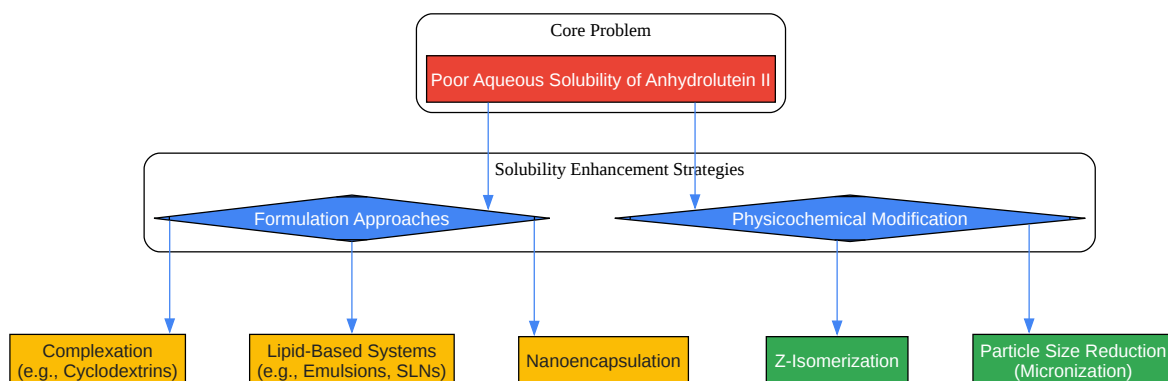 Core Problem
Poor Aqueous Solubility of Anhydrolutein II
Solubility Enhancement Strategies
Formulation Approaches
Physicochemical Modification
Complexation
(e.g., Cyclodextrins)
Lipid-Based Systems
(e.g., Emulsions, SLNs)
Nanoencapsulation
Z-Isomerization
Particle Size Reduction
(Micronization)